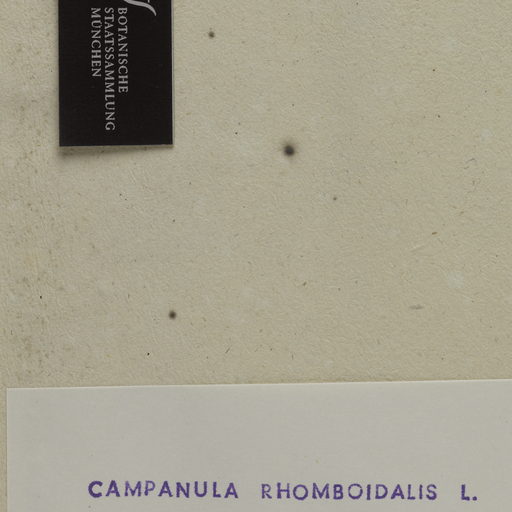 BOTANISCHE
STAATSSAMMLUNG
MÜNCHEN
CAMPANULA RHOMBOIDALIS L.